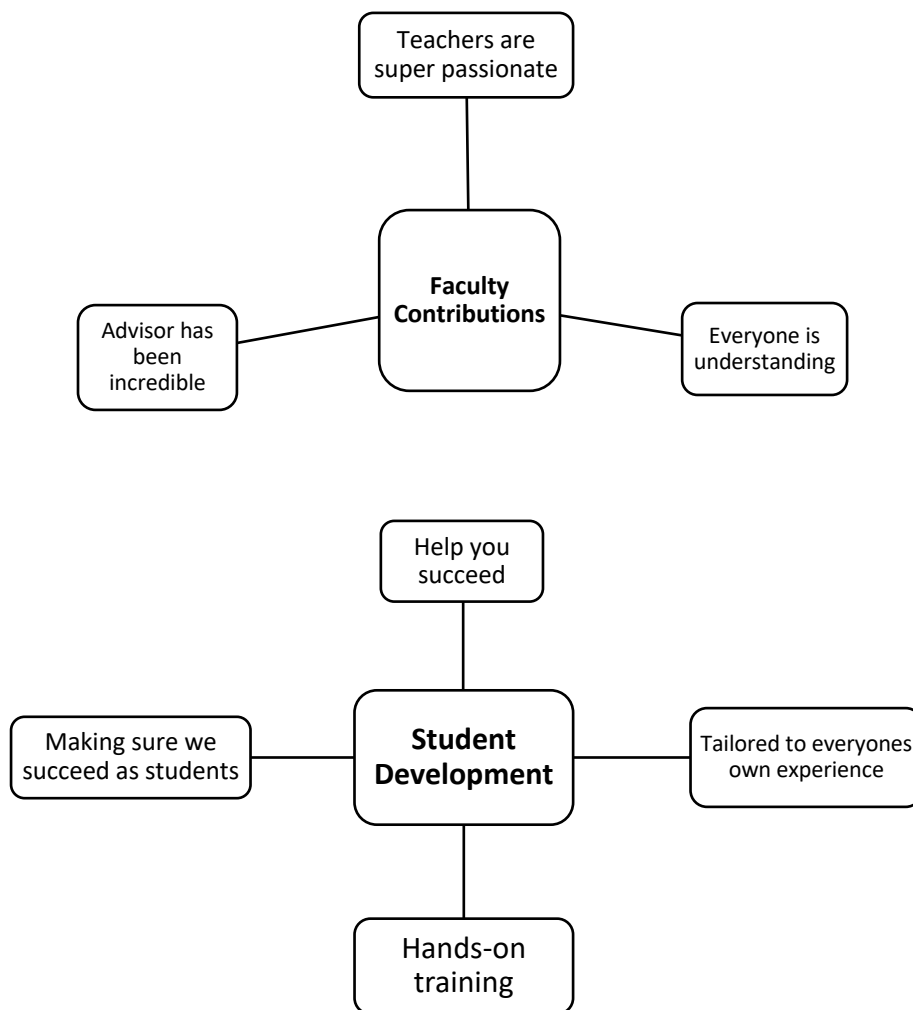 Teachers are
super passionate
Faculty
Contributions
Advisor has
been
incredible
Everyone is
understanding
Help you
succeed
Making sure we
succeed as students
Student
Development
Tailored to everyones
own experience
Hands-on
training